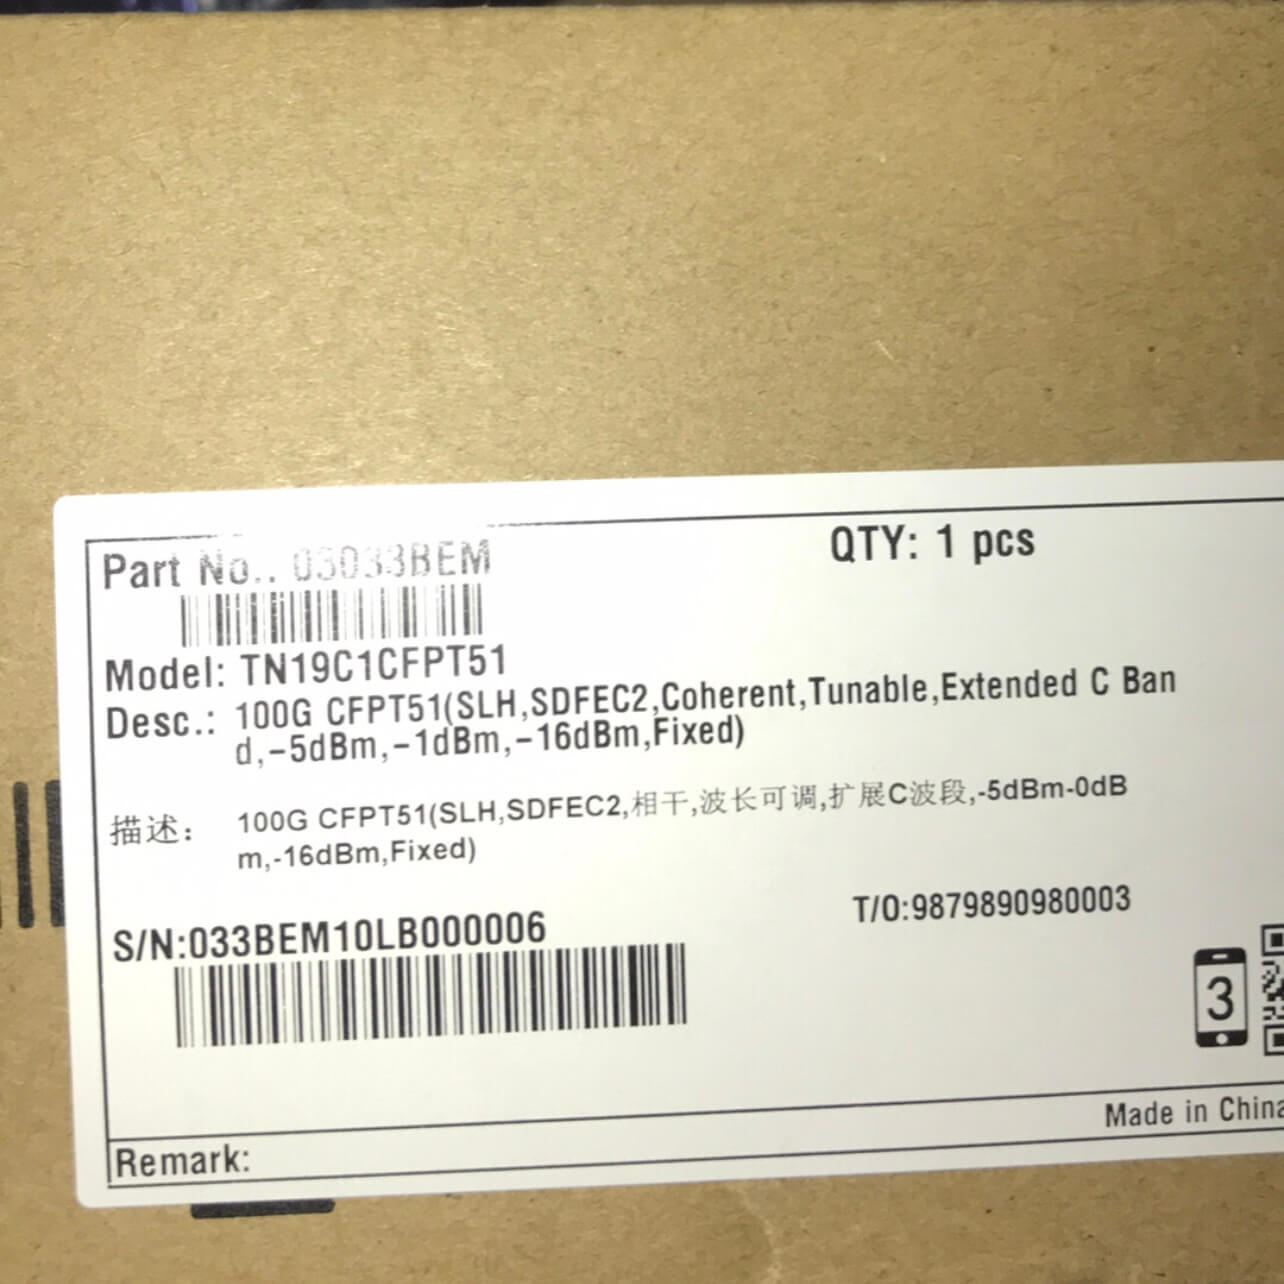 Part No.: 03033BEM
QTY: 1 pcs
Model: TN19C1CFPT51
Desc.: 100G CFPT51(SLH,SDFEC2,Coherent,Tunable,Extended C Ban
d,-5dBm,-1dBm,-16dBm,Fixed)
描述: 100G CFPT51(SLH,SDFEC2,相干,波长可调,扩展C波段,-5dBm-0dB
m,-16dBm,Fixed)
S/N:033BEM10LB000006
T/O:9879890980003
3
Made in China
Remark: